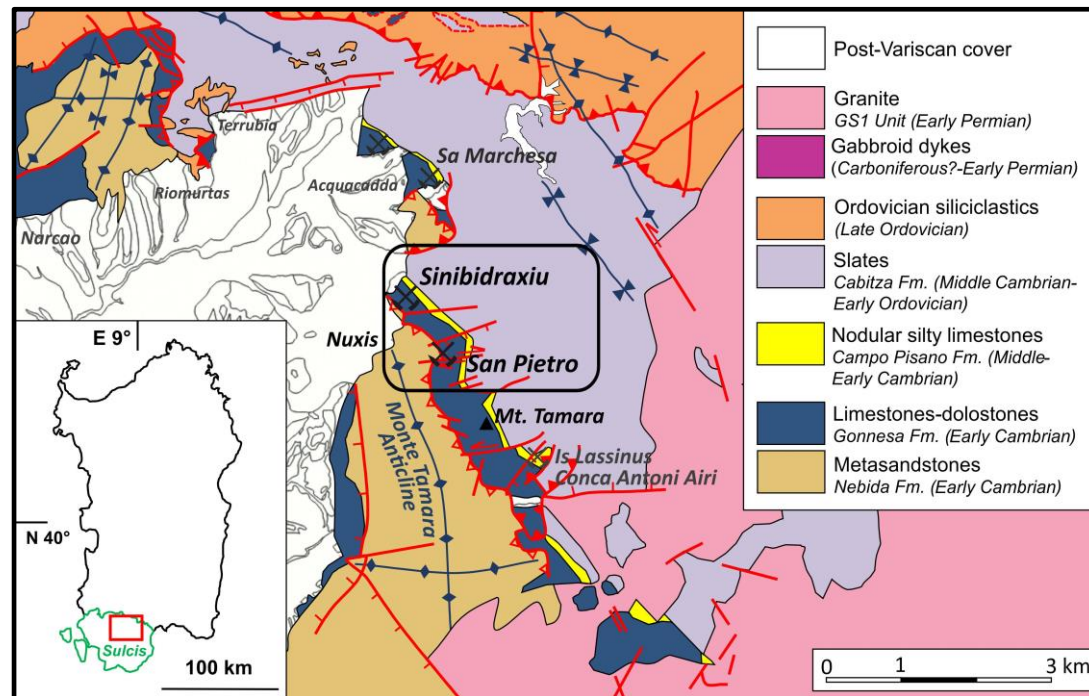 Terrubia
Sa Marchesa
Acquacadda
Riomurtas
Narcao
Sinibidraxiu
Nuxis
San Pietro
Mt. Tamara
Monte Tamara
Anticline
Is Lassinus
Conca Antoni Airi
E 9°
N 40°
Sulcis
100 km
Post-Variscan cover
Granite
GS1 Unit (Early Permian)
Gabbroid dykes
(Carboniferous?-Early Permian)
Ordovician siliciclastics
(Late Ordovician)
Slates
Cabitza Fm. (Middle Cambrian-
Early Ordovician)
Nodular silty limestones
Campo Pisano Fm. (Middle-
Early Cambrian)
Limestones-dolostones
Gonnesa Fm. (Early Cambrian)
Metasandstones
Nebida Fm. (Early Cambrian)
0 1 3 km